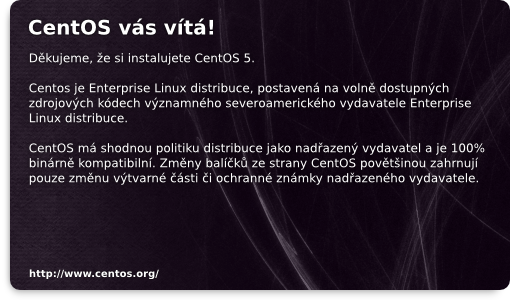 CentOS vás vítá!
Děkujeme, že si instalujete CentOS 5.
Centos je Enterprise Linux distribuce, postavená na volně dostupných
zdrojových kódech významného severoamerického vydavatele Enterprise
Linux distribuce.
CentOS má shodnou politiku distribuce jako nadřazený vydavatel a je 100%
binárně kompatibilní. Změny balíčků ze strany CentOS povětšinou zahrnují
pouze změnu výtvarné části či ochranné známky nadřazeného vydavatele.
http://www.centos.org/